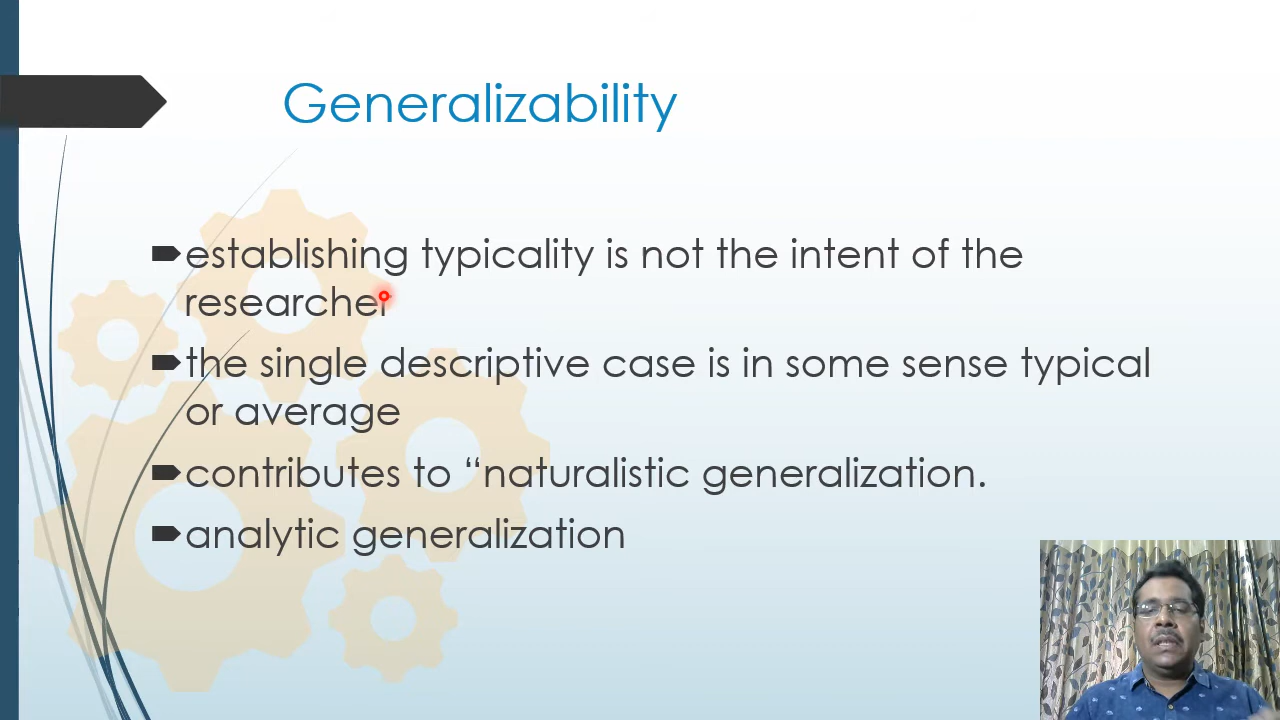 Generalizability
establishing typicality is not the intent of the
researcher
the single descriptive case is in some sense typical
or average
contributes to “naturalistic generalization.
analytic generalization